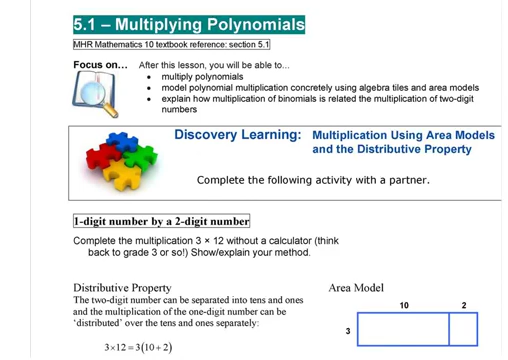 5.1 – Multiplying Polynomials
MHR Mathematics 10 textbook reference: section 5.1
Focus on…
After this lesson, you will be able to…
• multiply polynomials
• model polynomial multiplication concretely using algebra tiles and area models
• explain how multiplication of binomials is related the multiplication of two-digit
numbers
Discovery Learning: Multiplication Using Area Models
and the Distributive Property
Complete the following activity with a partner.
1-digit number by a 2-digit number
Complete the multiplication 3 × 12 without a calculator (think
back to grade 3 or so!) Show/explain your method.
Distributive Property
The two-digit number can be separated into tens and ones
and the multiplication of the one-digit number can be
'distributed' over the tens and ones separately:
3×12=3(10+2)
Area Model
10 2
3